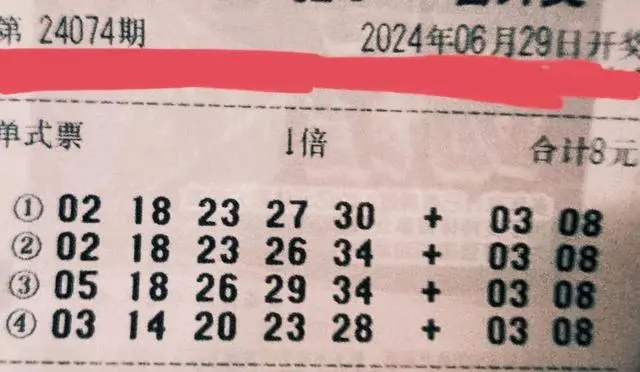 第 24074期 2024年06月29日开奖
单式票 1倍 合计8元
① 02 18 23 27 30 + 03 08
② 02 18 23 26 34 + 03 08
③ 05 18 26 29 34 + 03 08
④ 03 14 20 23 28 + 03 08